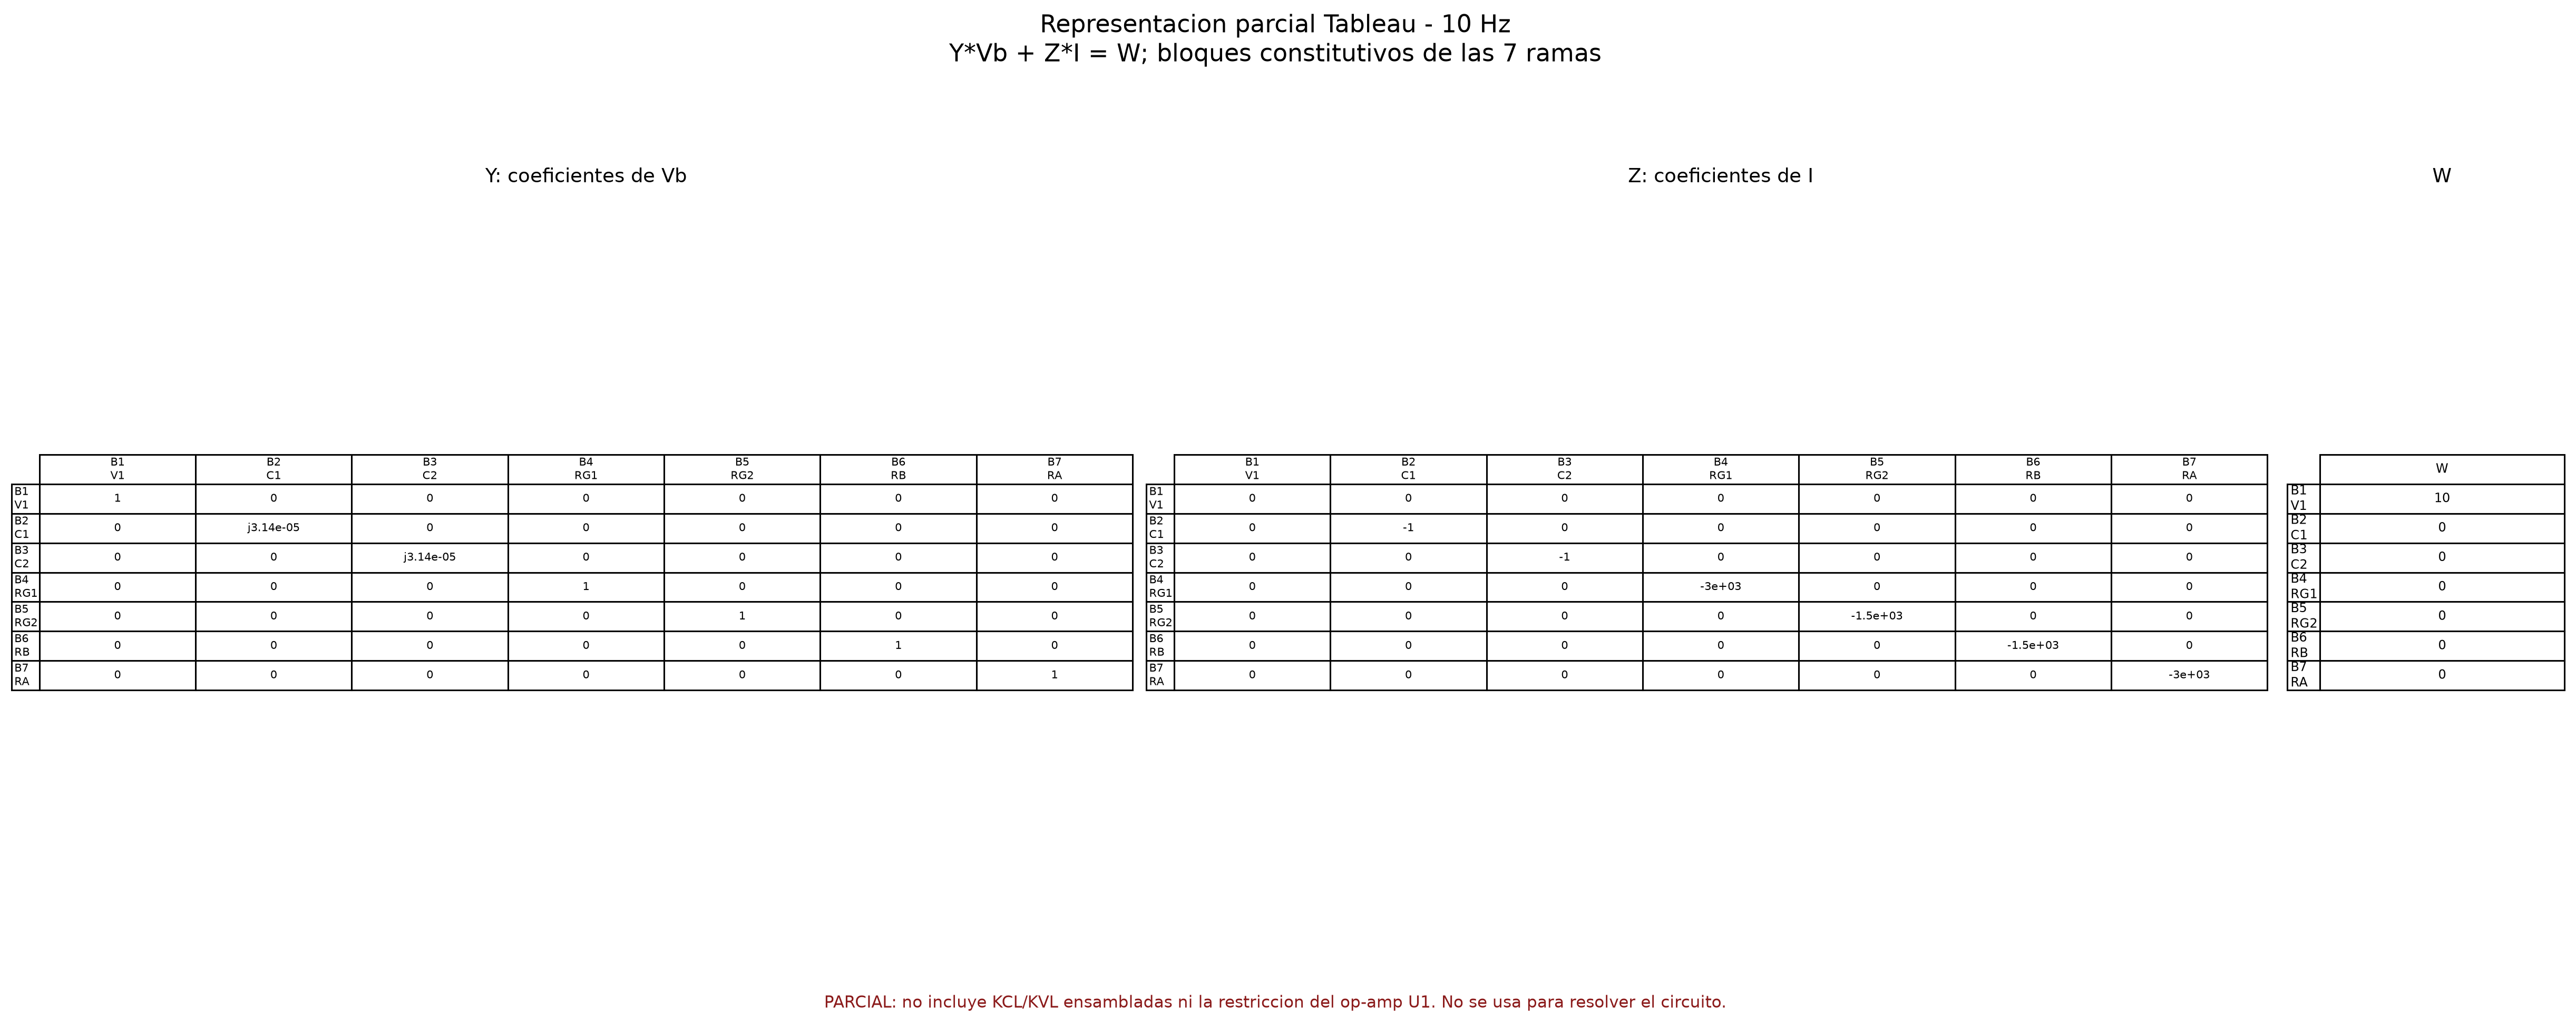 Representacion parcial Tableau - 10 Hz
Y*Vb + Z*I = W; bloques constitutivos de las 7 ramas
Y: coeficientes de Vb
B1 V1 B2 C1 B3 C2 B4 RG1 B5 RG2 B6 RB B7 RA
B1 V1 1 0 0 0 0 0 0
B2 C1 0 j3.14e-05 0 0 0 0 0
B3 C2 0 0 j3.14e-05 0 0 0 0
B4 RG1 0 0 0 1 0 0 0
B5 RG2 0 0 0 0 1 0 0
B6 RB 0 0 0 0 0 1 0
B7 RA 0 0 0 0 0 0 1
Z: coeficientes de I
B1 V1 B2 C1 B3 C2 B4 RG1 B5 RG2 B6 RB B7 RA
B1 V1 0 0 0 0 0 0 0
B2 C1 0 -1 0 0 0 0 0
B3 C2 0 0 -1 0 0 0 0
B4 RG1 0 0 0 -3e+03 0 0 0
B5 RG2 0 0 0 0 -1.5e+03 0 0
B6 RB 0 0 0 0 0 -1.5e+03 0
B7 RA 0 0 0 0 0 0 -3e+03
W
W
B1 V1 10
B2 C1 0
B3 C2 0
B4 RG1 0
B5 RG2 0
B6 RB 0
B7 RA 0
PARCIAL: no incluye KCL/KVL ensambladas ni la restriccion del op-amp U1. No se usa para resolver el circuito.